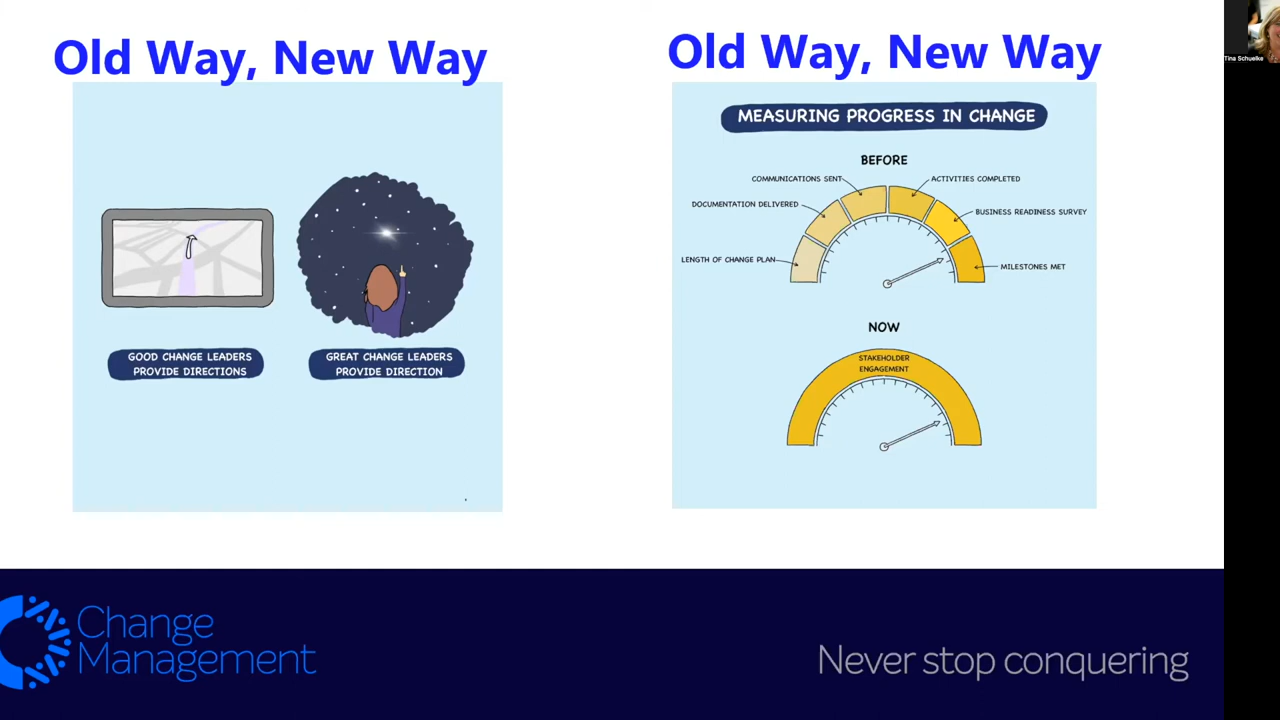 Old Way, New Way
GOOD CHANGE LEADERS
PROVIDE DIRECTIONS
GREAT CHANGE LEADERS
PROVIDE DIRECTION
Old Way, New Way
MEASURING PROGRESS IN CHANGE
BEFORE
COMMUNICATIONS SENT
ACTIVITIES COMPLETED
DOCUMENTATION DELIVERED
BUSINESS READINESS SURVEY
LENGTH OF CHANGE PLAN
MILESTONES MET
NOW
STAKEHOLDER
ENGAGEMENT
Change
Management
Never stop conquering
Tina Schuelke